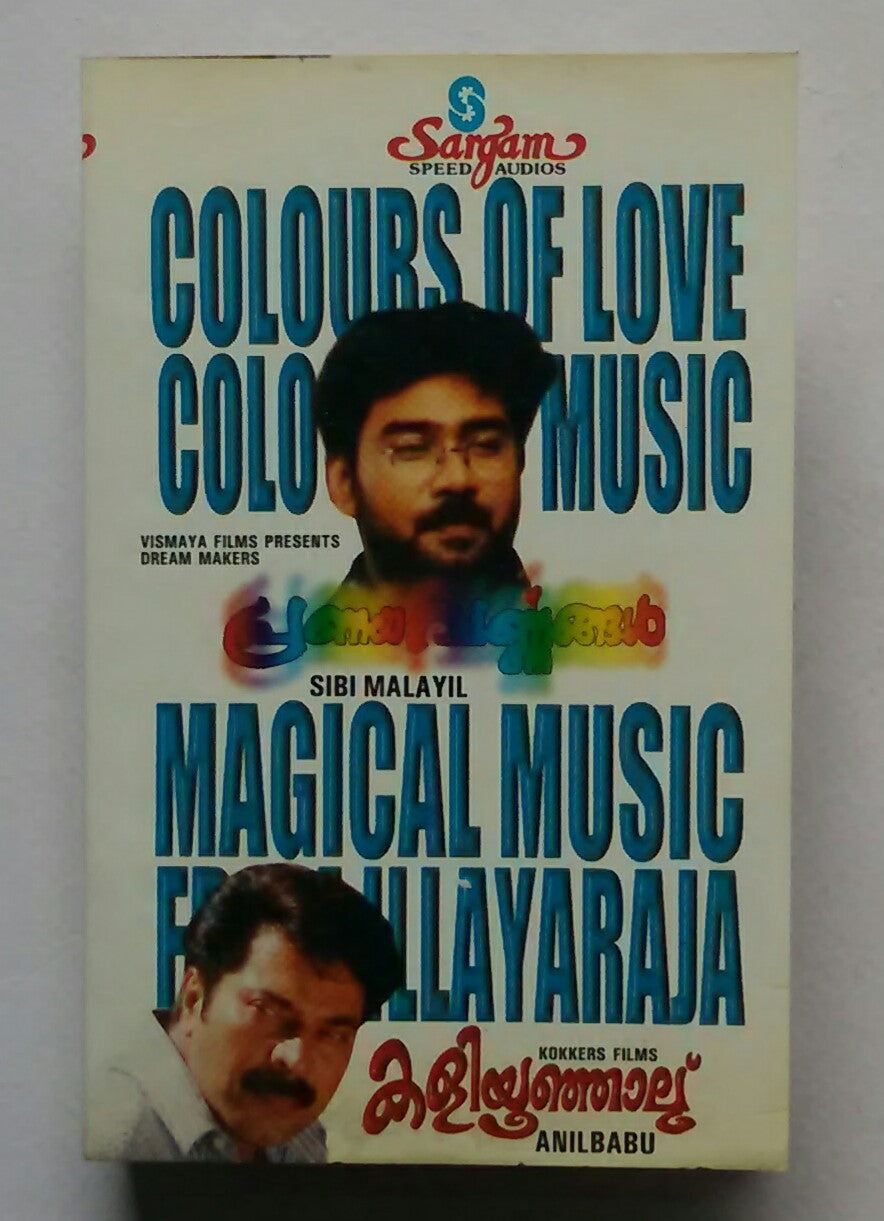 Sargam
SPEED AUDIOS
COLOURS OF LOVE
COLO MUSIC
VISMAYA FILMS PRESENTS
DREAM MAKERS
പ്രണയവർണ്ണങ്ങൾ
SIBI MALAYIL
MAGICAL MUSIC
ILLAYARAJA
KOKKERS FILMS
കളിയൂഞ്ഞാല്
ANILBABU